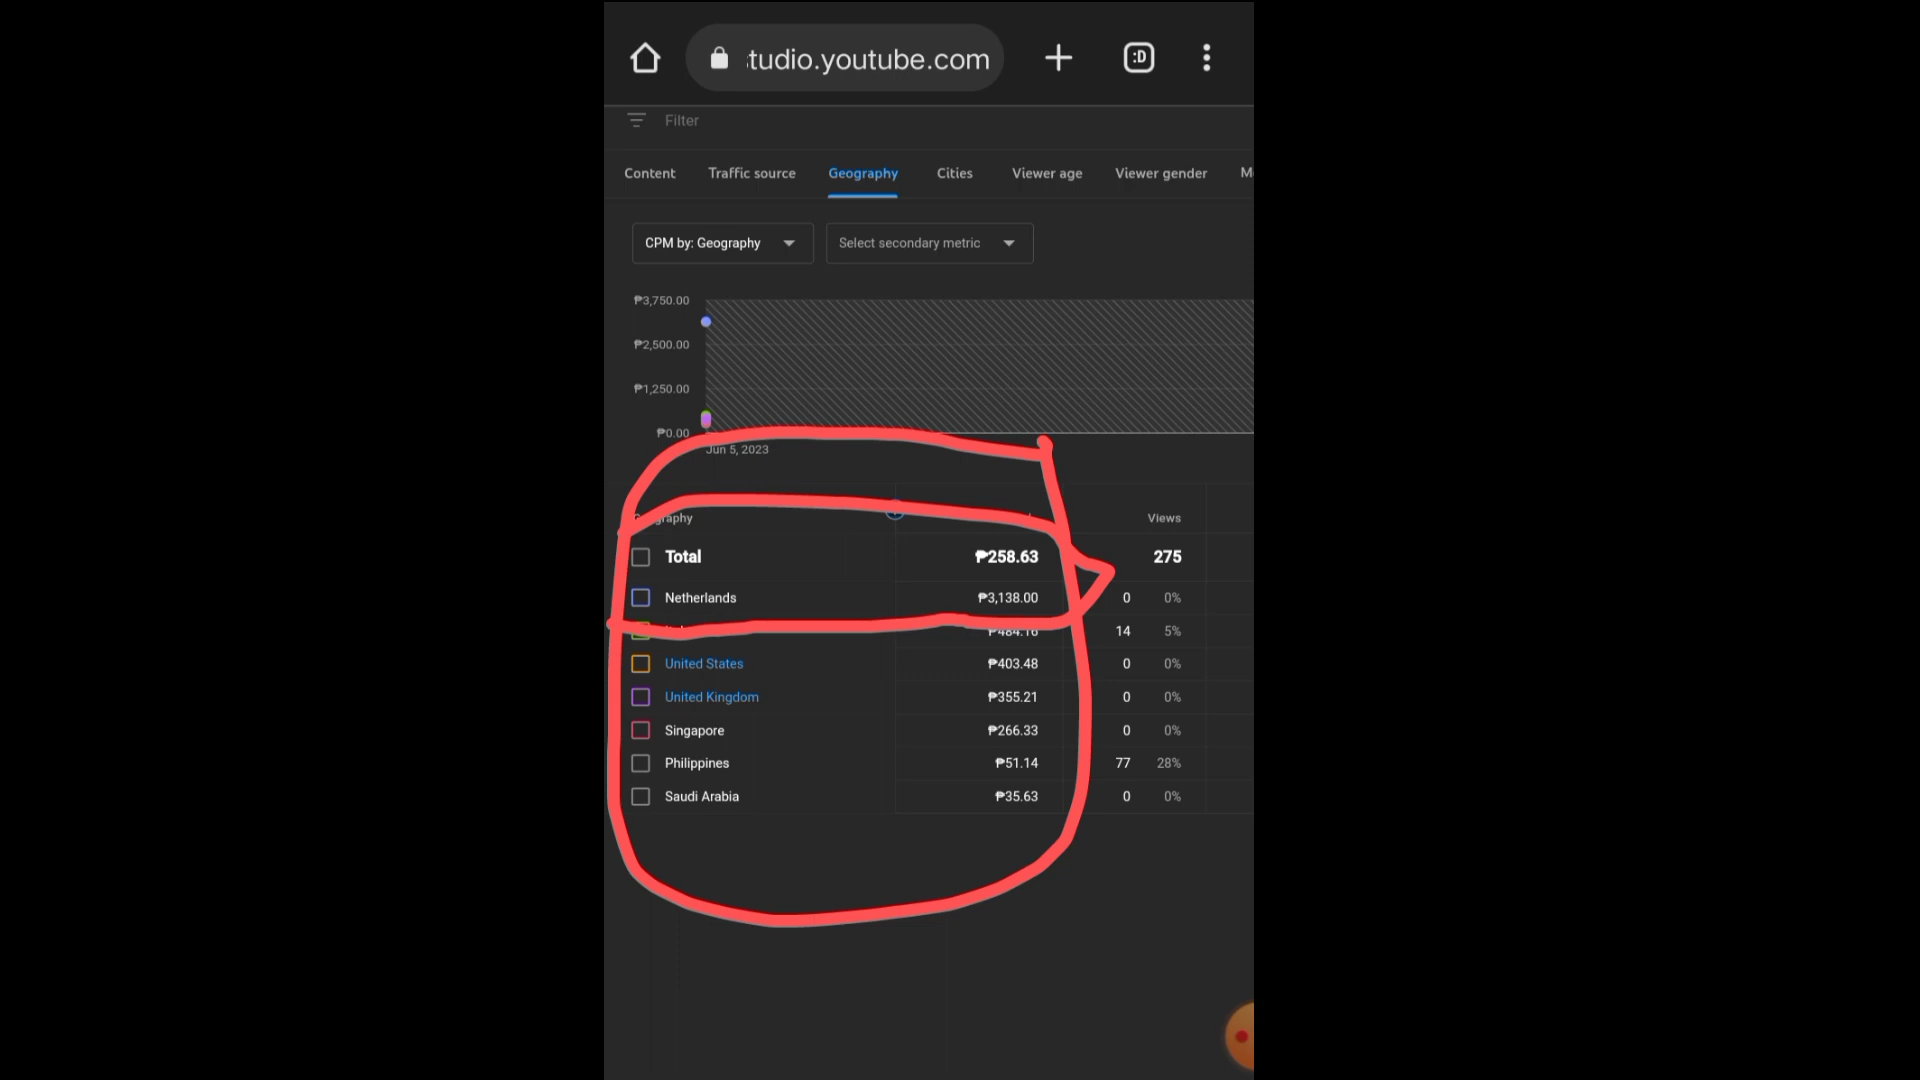 :D
tudio.youtube.com
Filter
Content Traffic source Geography Cities Viewer age Viewer gender
CPM by: Geography Select secondary metric
₱3,750.00
₱2,500.00
₱1,250.00
₱0.00
Jun 5, 2023
Views
Total ₱258.63 275
Netherlands ₱3,138.00 0 0%
₱484.16 14 5%
United States ₱403.48 0 0%
United Kingdom ₱355.21 0 0%
Singapore ₱266.33 0 0%
Philippines ₱51.14 77 28%
Saudi Arabia ₱35.63 0 0%